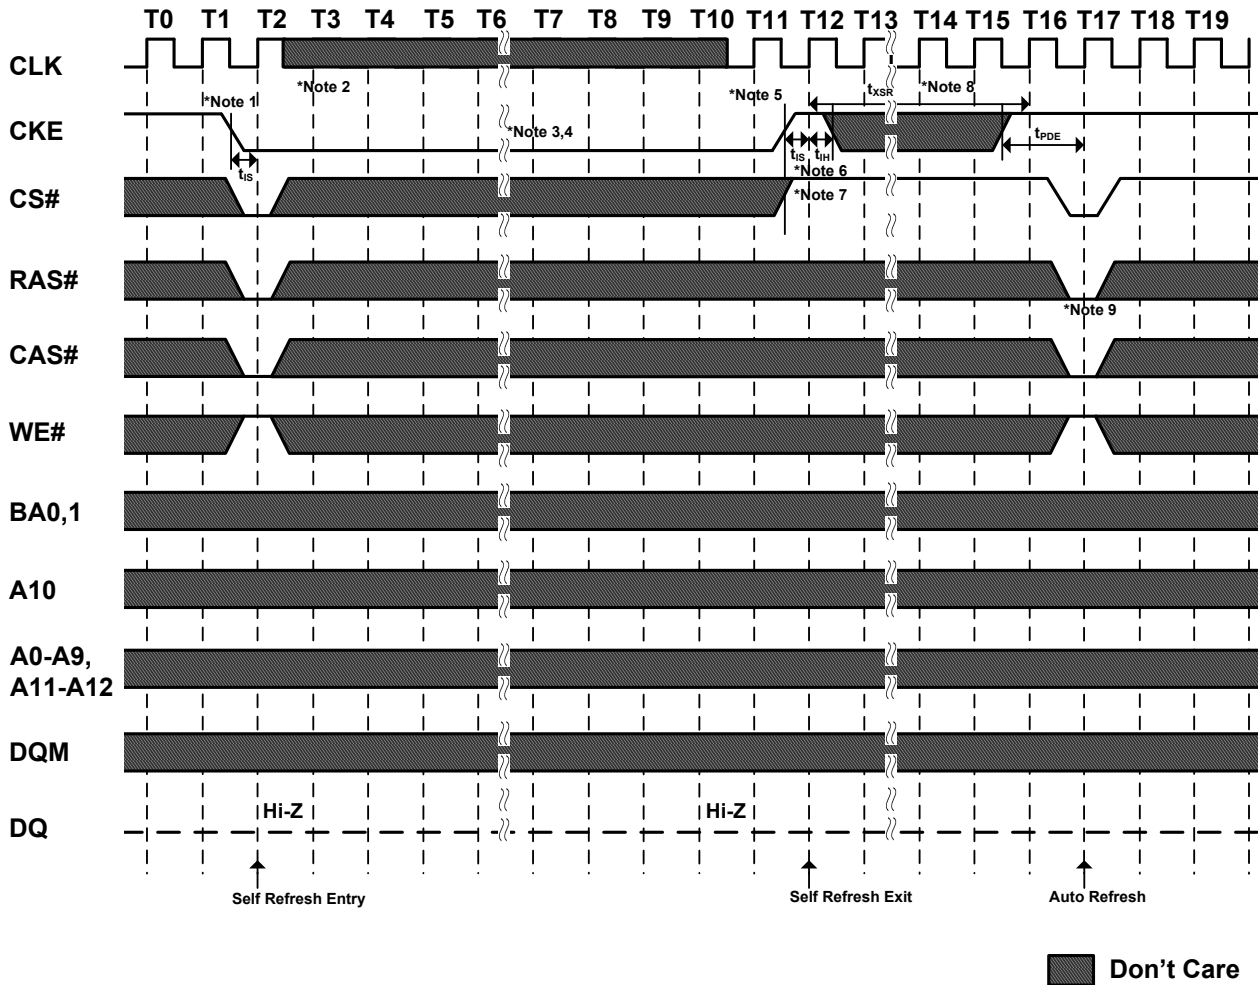 T0 T1 T2 T3 T4 T5 T6 T7 T8 T9 T10 T11 T12 T13 T14 T15 T16 T17 T18 T19
CLK
*Note 2
*Note 5
tXSR
*Note 8
*Note 1
CKE
*Note 3,4
tPDE
tIS
tIS
tIH
*Note 6
CS#
*Note 7
RAS#
*Note 9
CAS#
WE#
BA0,1
A10
A0-A9,
A11-A12
DQM
Hi-Z
Hi-Z
DQ
Self Refresh Entry
Self Refresh Exit
Auto Refresh
Don't Care